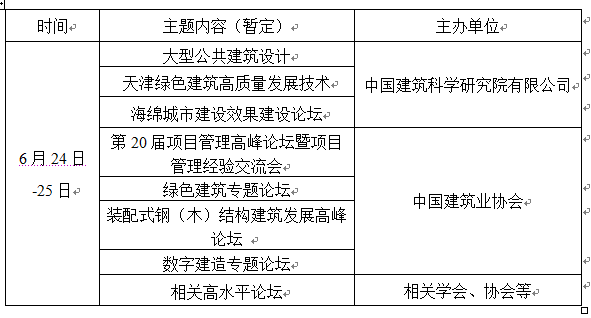 时间 主题内容（暂定） 主办单位
大型公共建筑设计
天津绿色建筑高质量发展技术
中国建筑科学研究院有限公司
海绵城市建设效果建设论坛
6月24日
-25日
第20届项目管理高峰论坛暨项目
管理经验交流会
绿色建筑专题论坛
中国建筑业协会
装配式钢（木）结构建筑发展高峰
论坛
数字建造专题论坛
相关高水平论坛 相关学会、协会等